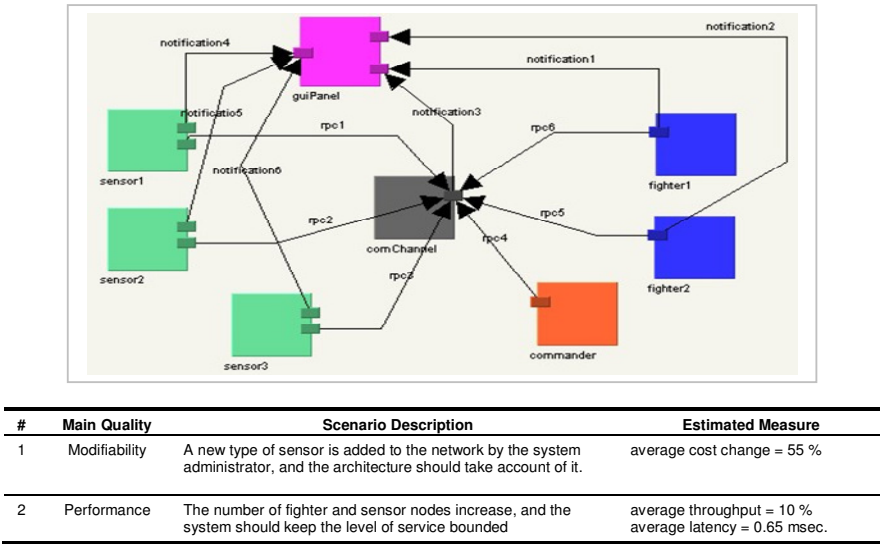 notification2
notification4
notification1
guiPanel
notificatio5
notification3
rpc1
rpc6
notification6
sensor1
fighter1
rpc2
rpc5
rpc4
comChannel
sensor2
rpc3
fighter2
commander
sensor3
# Main Quality Scenario Description Estimated Measure
1 Modifiability A new type of sensor is added to the network by the system average cost change = 55 %
administrator, and the architecture should take account of it.
2 Performance The number of fighter and sensor nodes increase, and the average throughput = 10 %
system should keep the level of service bounded average latency = 0.65 msec.